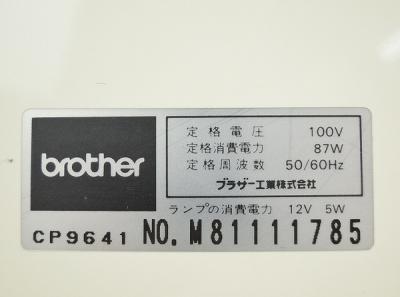 brother
定格電圧 100V
定格消費電力 87W
定格周波数 50/60Hz
ブラザー工業株式会社
ランプの消費電力 12V 5W
CP9641 NO. M81111785